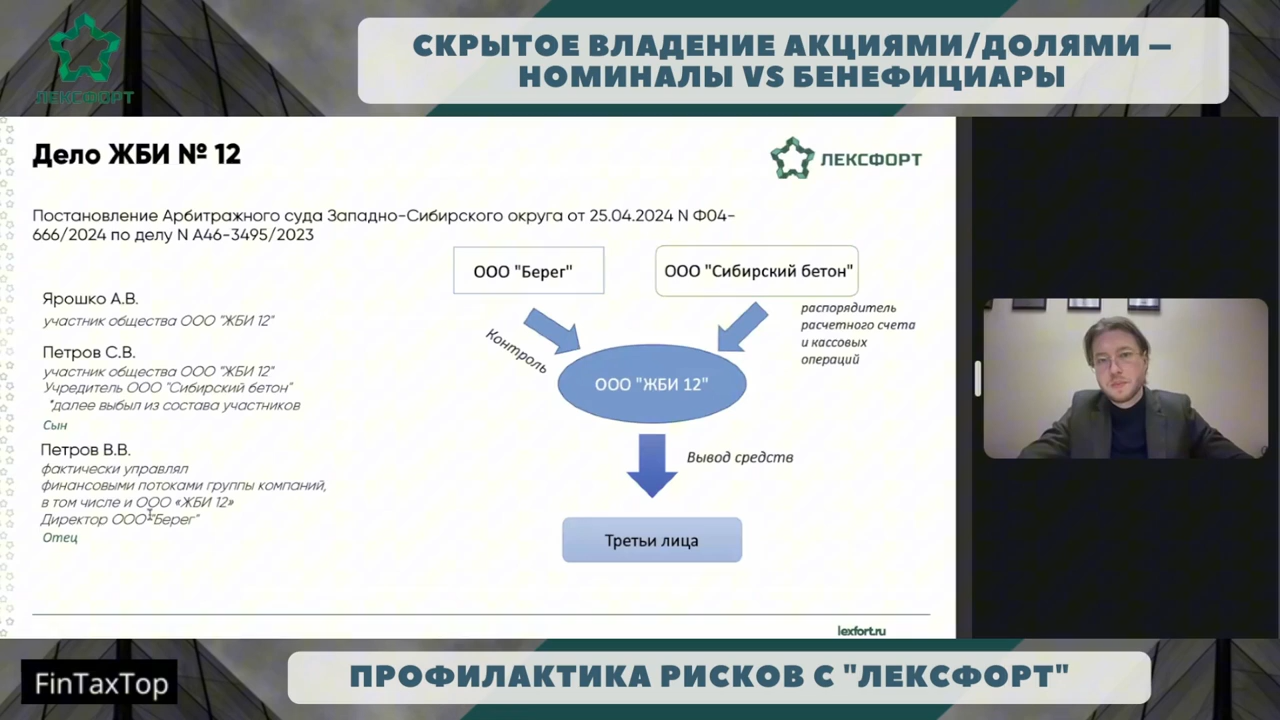 СКРЫТОЕ ВЛАДЕНИЕ АКЦИЯМИ/ДОЛЯМИ –
НОМИНАЛЫ VS БЕНЕФИЦИАРЫ
ЛЕКСФОРТ
Дело ЖБИ № 12
ЛЕКСФОРТ
Постановление Арбитражного суда Западно-Сибирского округа от 25.04.2024 N Ф04-
666/2024 по делу N А46-3495/2023
Ярошко А.В.
участник общества ООО "ЖБИ 12"
Петров С.В.
участник общества ООО "ЖБИ 12"
Учредитель ООО "Сибирский бетон"
*далее выбыл из состава участников
Сын
Петров В.В.
фактически управлял
финансовыми потоками группы компаний,
в том числе и ООО «ЖБИ 12»
Директор ООО "Берег"
Отец
ООО "Берег"
ООО "Сибирский бетон"
Контроль
распорядитель
расчетного счета
и кассовых
операций
ООО "ЖБИ 12"
Вывод средств
Третьи лица
lexfort.ru
FinTaxTop
ПРОФИЛАКТИКА РИСКОВ С "ЛЕКСФОРТ"